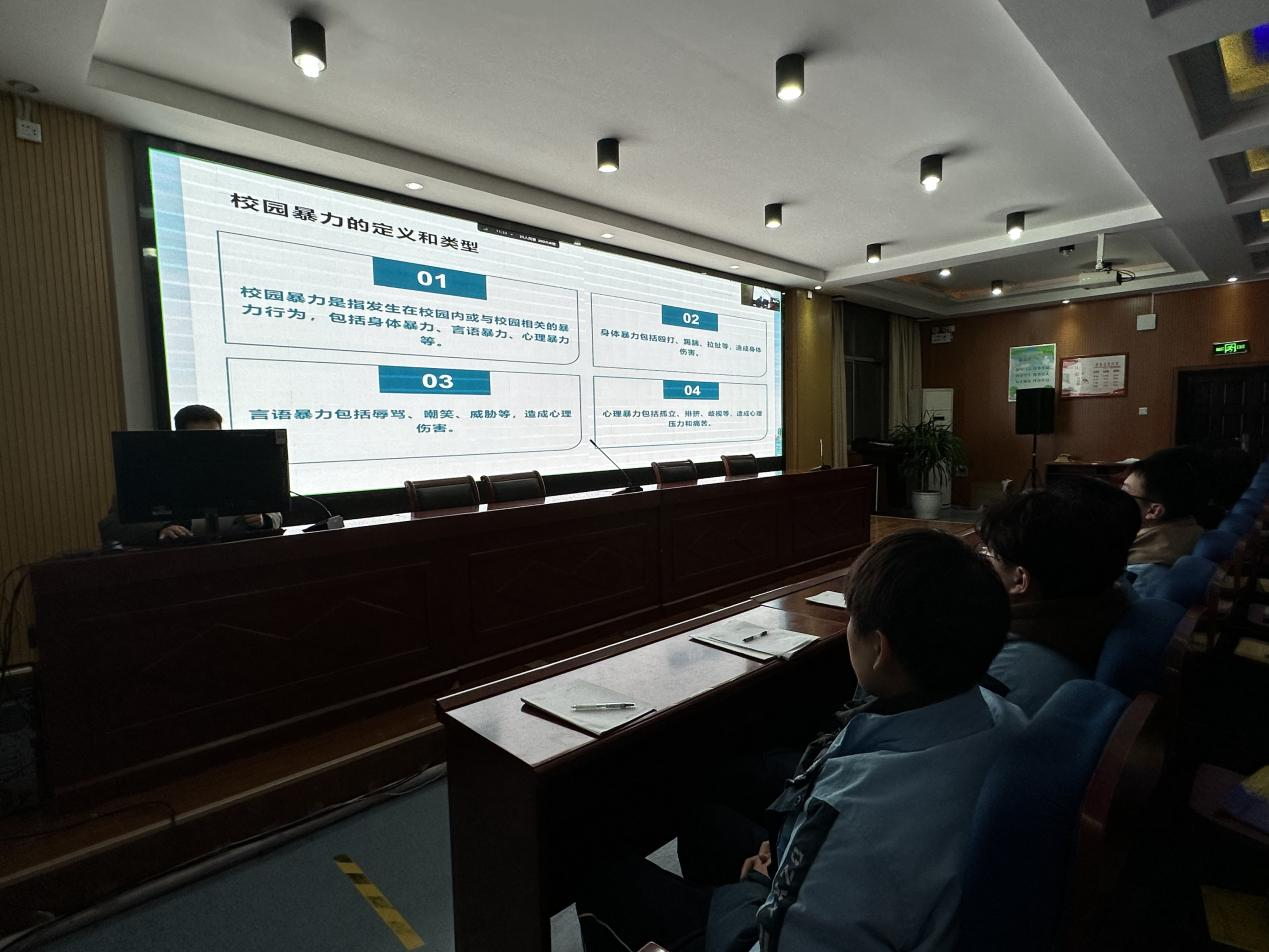 校园暴力的定义和类型
01
校园暴力是指发生在校园内或与校园相关的暴
力行为，包括身体暴力、言语暴力、心理暴力
等。
02
身体暴力包括殴打、踢踹、拉扯等，造成身体
伤害。
03
言语暴力包括辱骂、嘲笑、威胁等，造成心理
伤害。
04
心理暴力包括孤立、排挤、歧视等，造成心理
压力和痛苦。